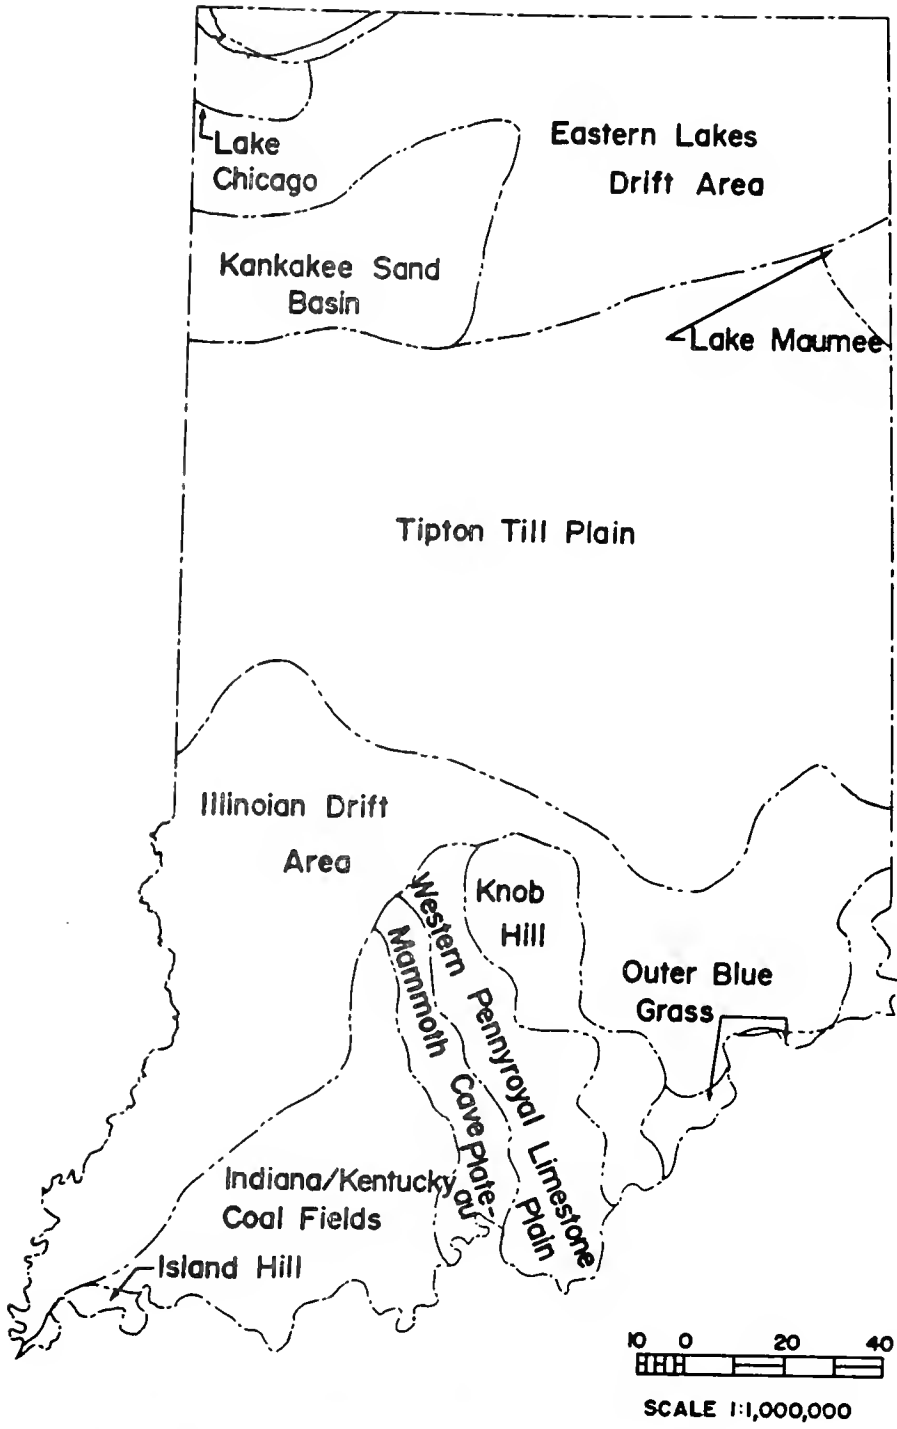 Lake
Chicago
Eastern Lakes
Drift Area
Kankakee Sand
Basin
Lake Maumee
Tipton Till Plain
Illinoian Drift
Area
Knob
Hill
Western Pennyroyal Limestone
Plain
Mammoth Cave Plate-
au
Outer Blue
Grass
Indiana/Kentucky
Coal Fields
Island Hill
10 0 20 40
SCALE 1:1,000,000